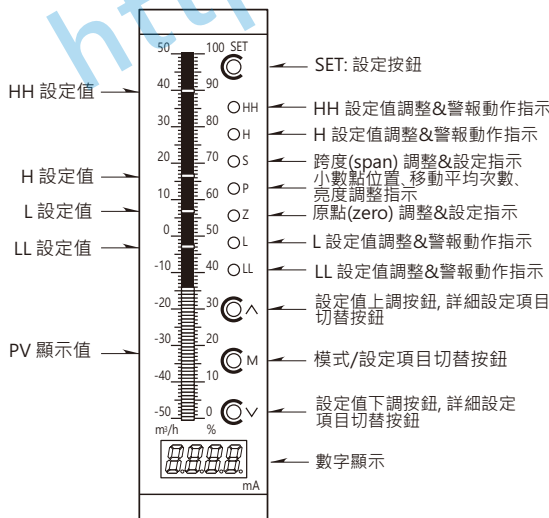 http
50 100 SET
SET: 設定按鈕
40 90
HH 設定值
HH
HH 設定值調整&警報動作指示
30 80
H
H 設定值調整&警報動作指示
20 70
S
跨度(span) 調整&設定指示
H 設定值
10 60
P
小數點位置、移動平均次數、
亮度調整指示
L 設定值
Z
原點(zero) 調整&設定指示
0 50
LL 設定值
L
L 設定值調整&警報動作指示
-10 40
LL
LL 設定值調整&警報動作指示
-20 30
設定值上調按鈕, 詳細設定項目
切替按鈕
-30 20
PV 顯示值
M
模式/設定項目切替按鈕
-40 10
設定值下調按鈕, 詳細設定
項目切替按鈕
-50 0
m³/h %
8.8.8.8.
數字顯示
mA